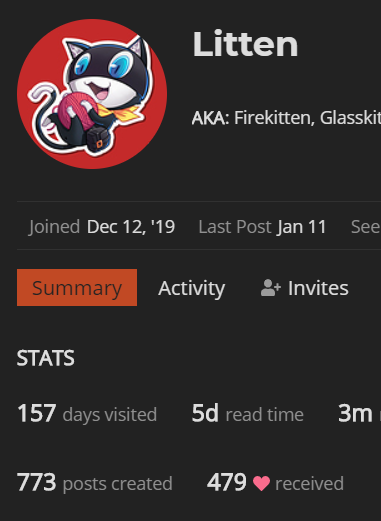 Litten
AKA: Firekitten, Glasskit
Joined Dec 12, '19 Last Post Jan 11 See
Summary Activity Invites
STATS
157 days visited 5d read time 3m
773 posts created 479 received